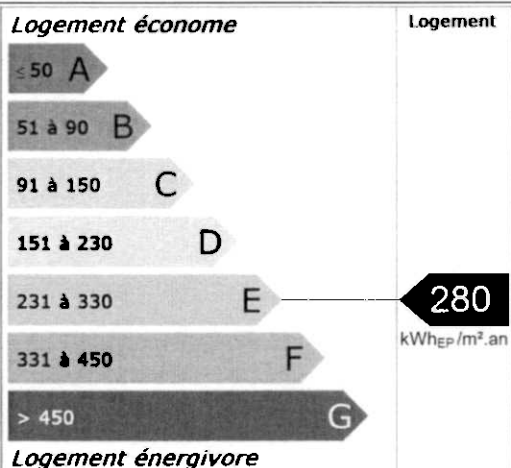 Logement économe
Logement
≤ 50 A
51 à 90 B
91 à 150 C
151 à 230 D
231 à 330 E
280
kWhEP/m².an
331 à 450 F
> 450 G
Logement énergivore